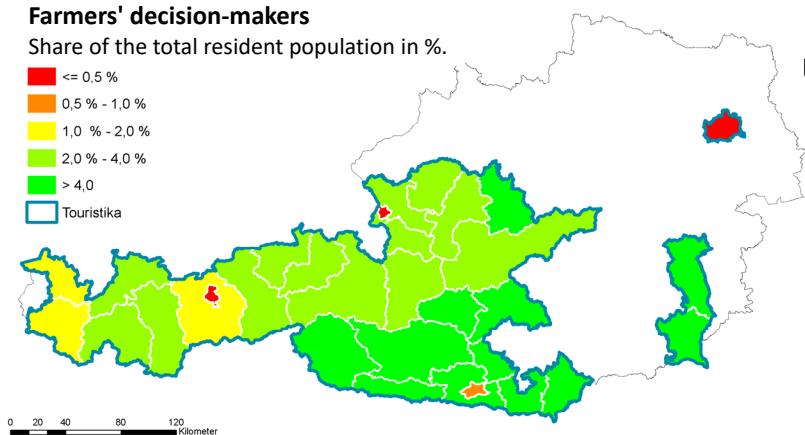 Farmers' decision-makers
Share of the total resident population in %.
<= 0,5 %
0,5 % - 1,0 %
1,0 % - 2,0 %
2,0 % - 4,0 %
> 4,0
Touristika
0 20 40 80 120
Kilometer